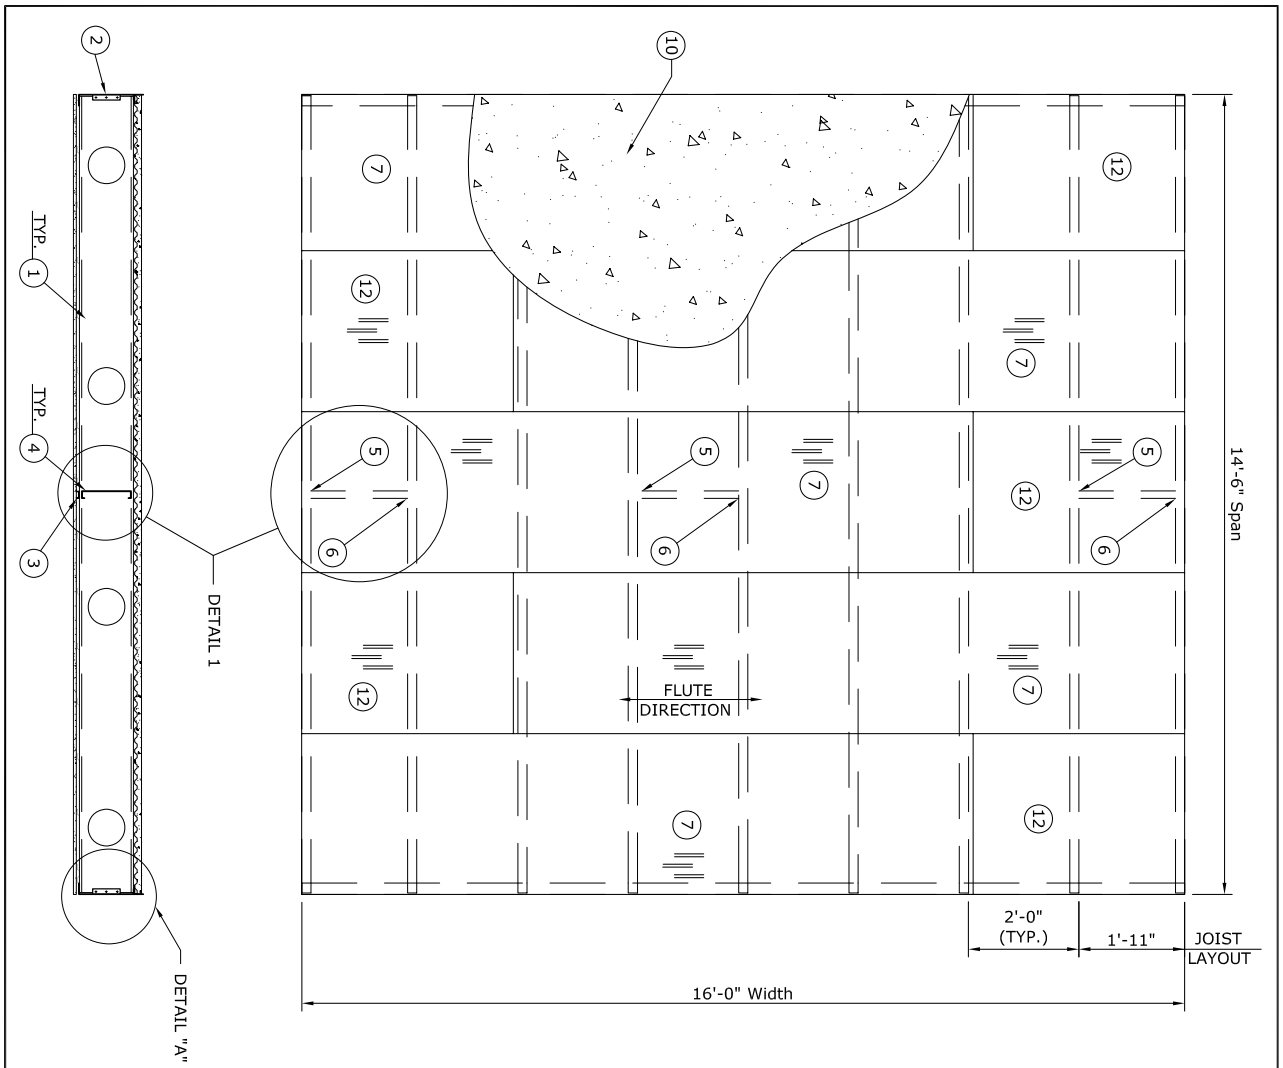 2
10
7
12
TYP.
1
12
7
TYP.
4
5
5
5
7
12
14'-6" Span
6
6
6
3
DETAIL 1
12
FLUTE
DIRECTION
7
7
12
2'-0"
(TYP.)
1'-11"
JOIST
LAYOUT
16'-0" Width
DETAIL "A"